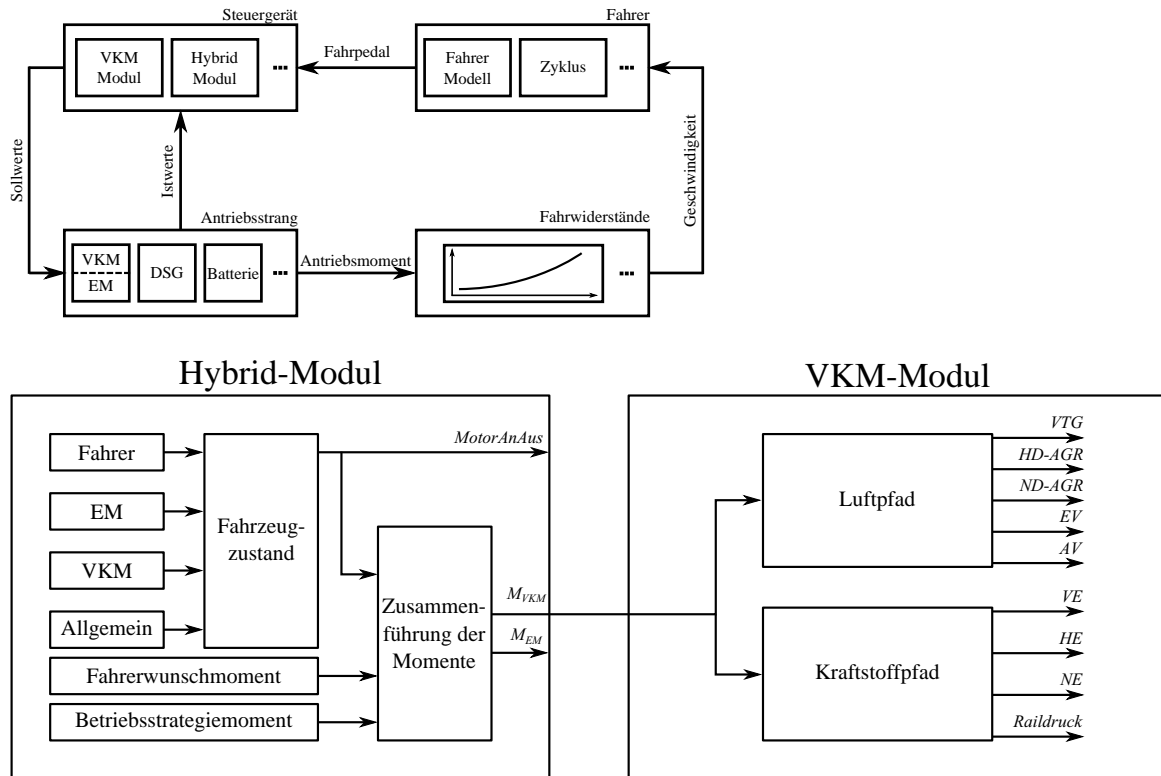 Steuergerät
Fahrer
VKM
Modul
Hybrid
Modul
...
Fahrpedal
Fahrer
Modell
Zyklus
...
Sollwerte
Istwerte
Geschwindigkeit
Antriebsstrang
Fahrwiderstände
VKM
EM
DSG
Batterie
...
Antriebsmoment
...
Hybrid-Modul
VKM-Modul
Fahrer
EM
VKM
Allgemein
Fahrzeug-
zustand
MotorAnAus
Fahrerwunschmoment
Betriebsstrategiemoment
Zusammen-
führung der
Momente
M_VKM
M_EM
Luftpfad
VTG
HD-AGR
ND-AGR
EV
AV
Kraftstoffpfad
VE
HE
NE
Raildruck